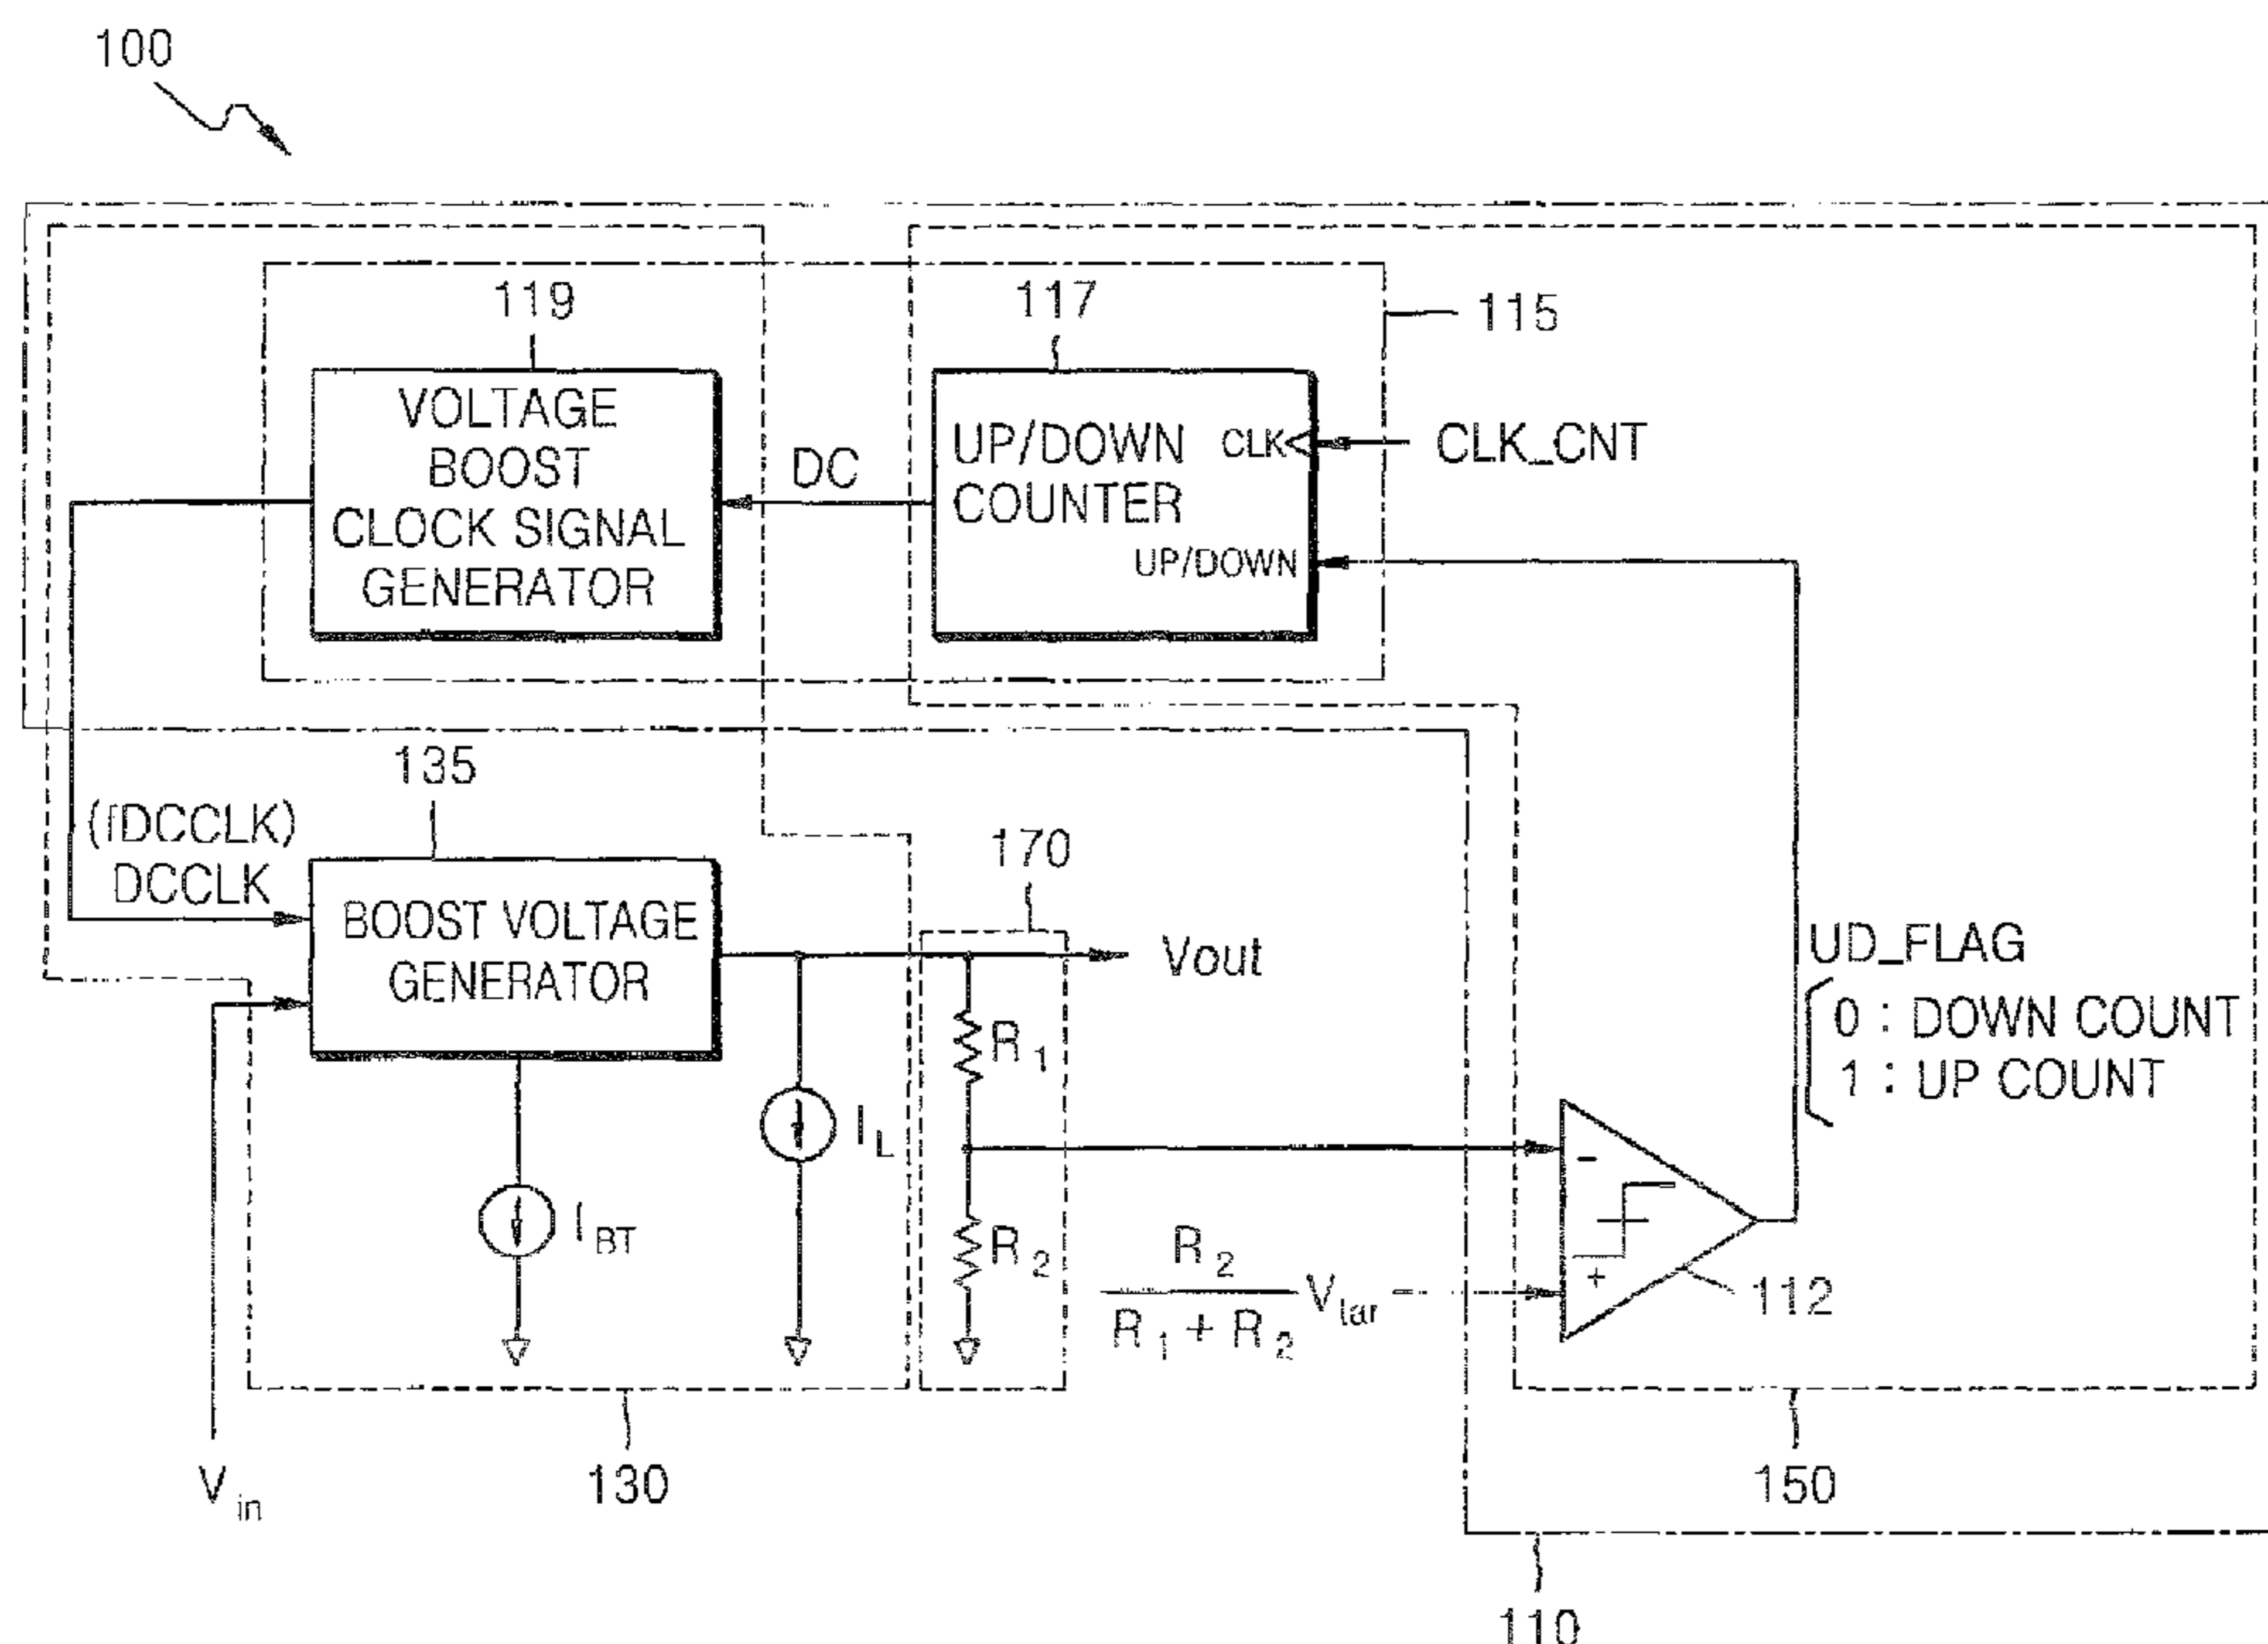 100
119
117
115
VOLTAGE
BOOST
CLOCK SIGNAL
GENERATOR
DC
UP/DOWN
COUNTER
CLK
UP/DOWN
CLK_CNT
135
(fDCCLK)
DCCLK
170
BOOST VOLTAGE
GENERATOR
Vout
UD_FLAG
0 : DOWN COUNT
1 : UP COUNT
R1
IL
IBT
R2
R2
R1 + R2
Vtar
-
+
112
Vin
130
150
110